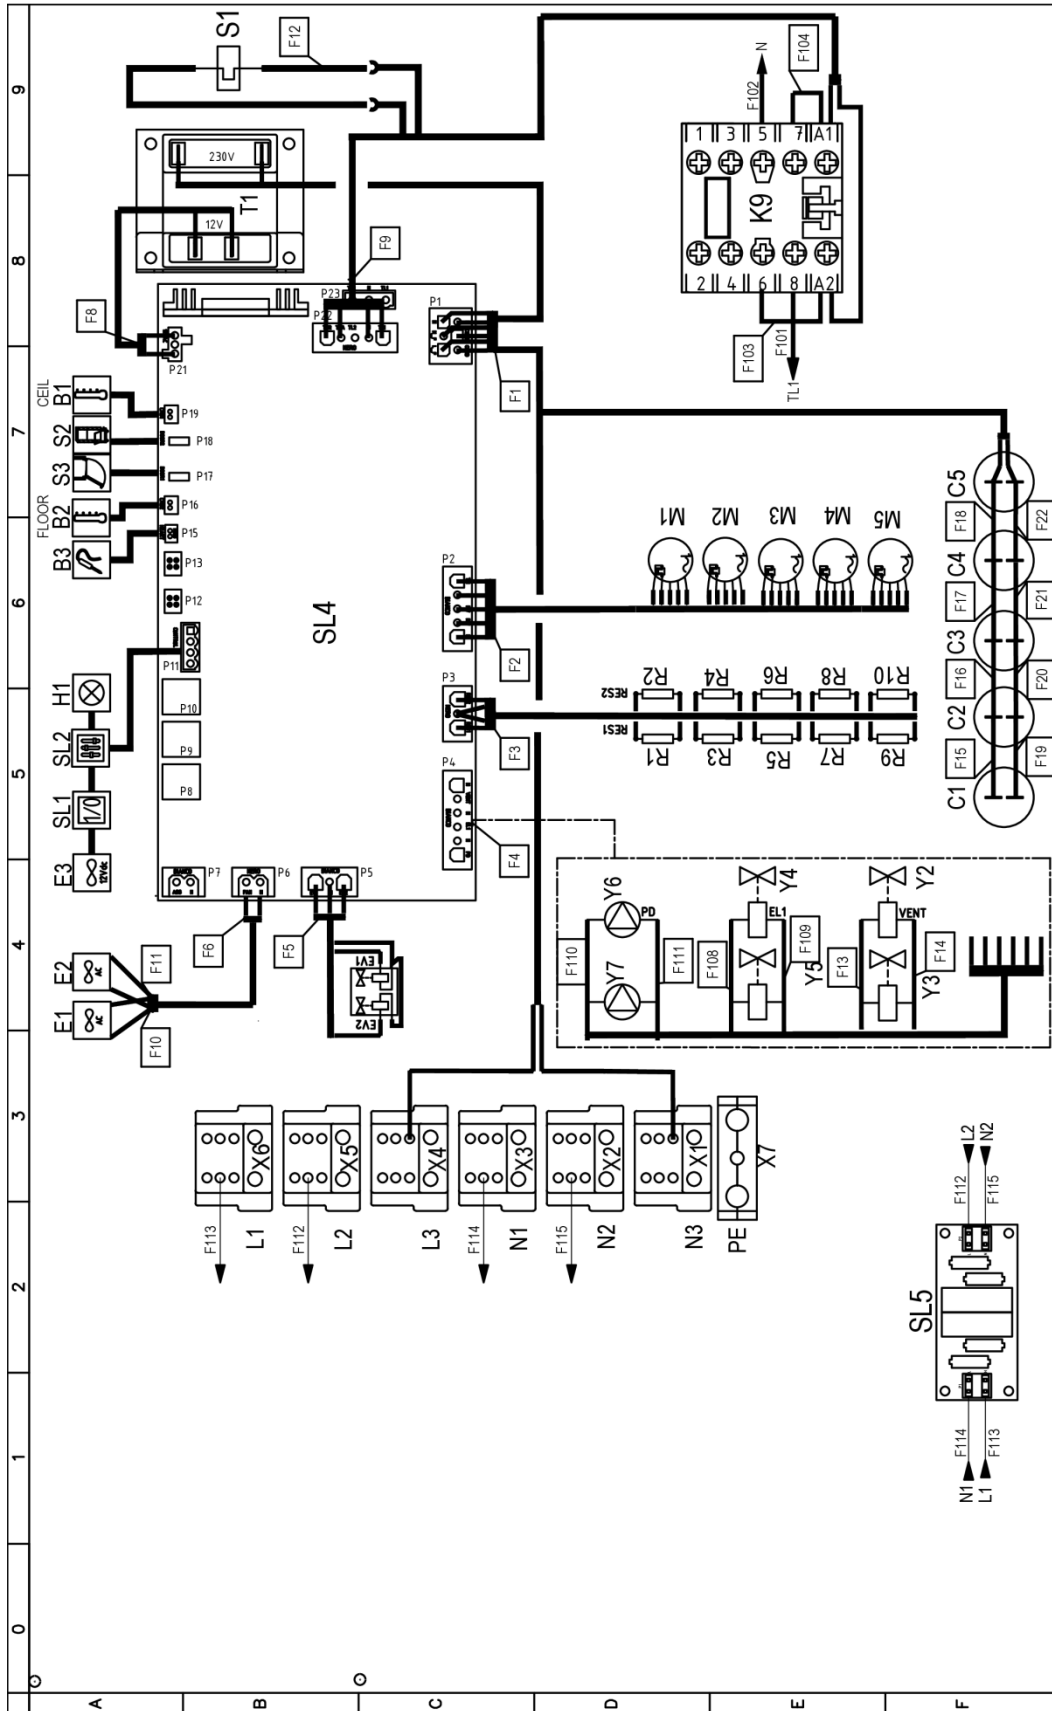 9
8
7
6
5
4
3
2
1
0
A
B
C
D
E
F
S1
F12
230V
T1
12V
F8
F9
P23
P22
P1
P21
F1
CEIL
B1
S2
S3
FLOOR
B2
B3
P19
P18
P17
P16
P15
P13
P12
P11
P10
P9
P8
P7
P6
P5
P4
P3
P2
SL4
H1
SL2
SL1
1/0
E3
12Vdc
E2
AC
E1
AC
F11
F10
F6
F5
EV1
EV2
F2
F3
F4
F104
N
F102
1
3
5
7
A1
K9
2
4
6
8
A2
F103
F101
TL1
M1
M2
M3
M4
M5
RES2
R2
R4
R6
R8
R10
RES1
R1
R3
R5
R7
R9
C5
C4
C3
C2
C1
F18
F17
F16
F15
F22
F21
F20
F19
Y6
PD
Y7
F110
F111
Y4
EL1
Y5
F108
F109
Y2
VENT
Y3
F13
F14
X6
X5
X4
X3
X2
X1
X7
F113
L1
F112
L2
L3
F114
N1
F115
N2
N3
PE
L2
N2
F112
F115
SL5
F114
F113
N1
L1